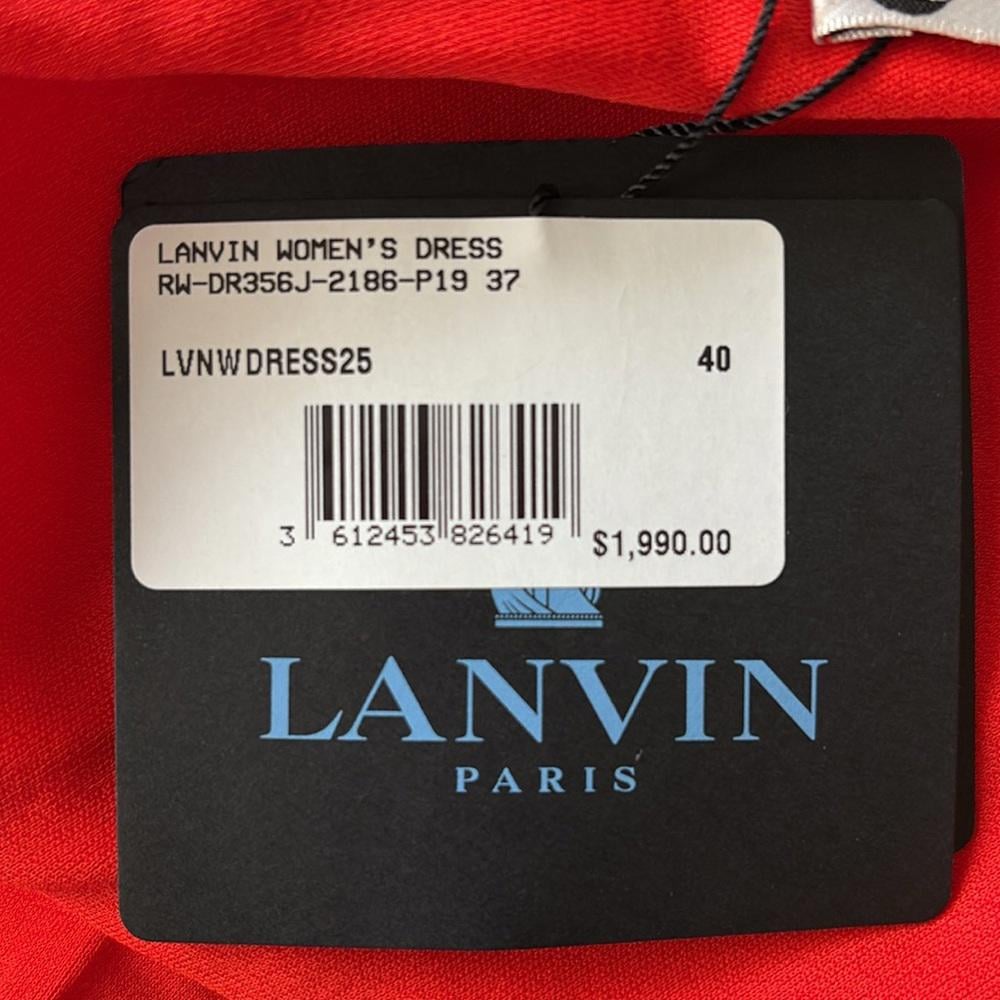 LANVIN WOMEN'S DRESS
RW-DR356J-2186-P19 37
LVNWDRESS25 40
3 612453 826419 $1,990.00
LANVIN
PARIS